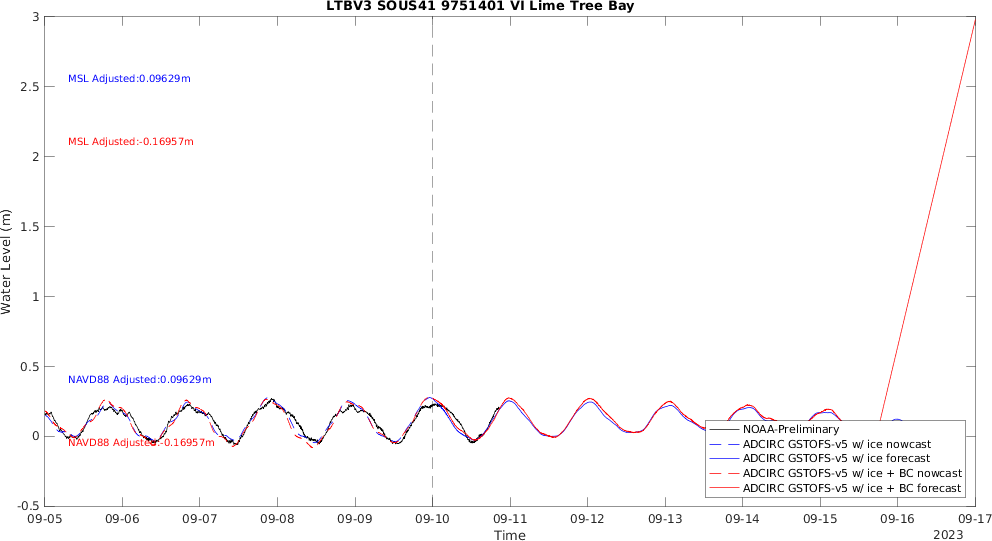 LTBV3 SOUS41 9751401 VI Lime Tree Bay
3
2.5
2
1.5
1
0.5
0
-0.5
Water Level (m)
MSL Adjusted:0.09629m
MSL Adjusted:-0.16957m
NAVD88 Adjusted:0.09629m
NAVD88 Adjusted:-0.16957m
NOAA-Preliminary
ADCIRC GSTOFS-v5 w/ ice nowcast
ADCIRC GSTOFS-v5 w/ ice forecast
ADCIRC GSTOFS-v5 w/ ice + BC nowcast
ADCIRC GSTOFS-v5 w/ ice + BC forecast
09-05 09-06 09-07 09-08 09-09 09-10 09-11 09-12 09-13 09-14 09-15 09-16 09-17
Time
2023